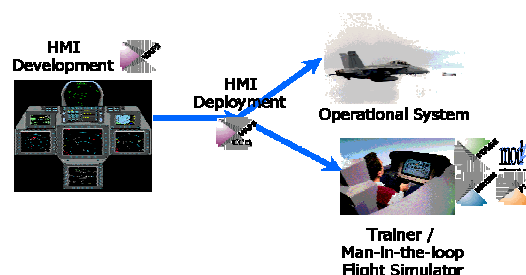 HMI
Development
HMI
Deployment
Operational System
Trainer /
Man-in-the-loop
Flight Simulator